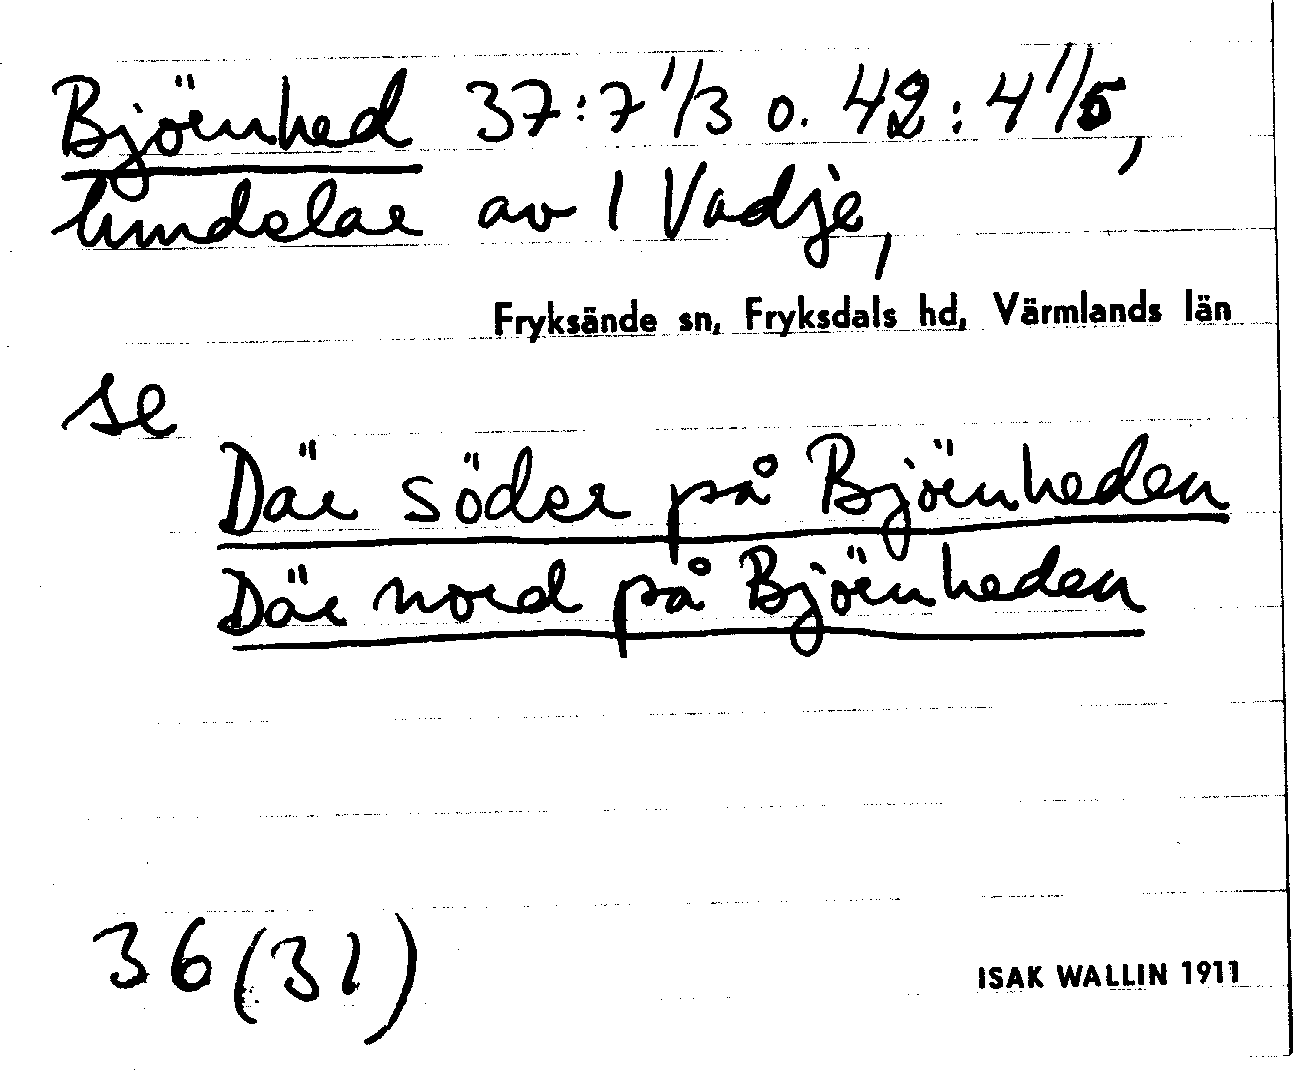 Björnhed 37:7 1/3 o. 42:4 1/5,
hmdelar av 1 Vadje,
Fryksände sn, Fryksdals hd, Värmlands län
se
Där söder på Björnheden
Där nord på Björnheden
36(31)
ISAK WALLIN 1911